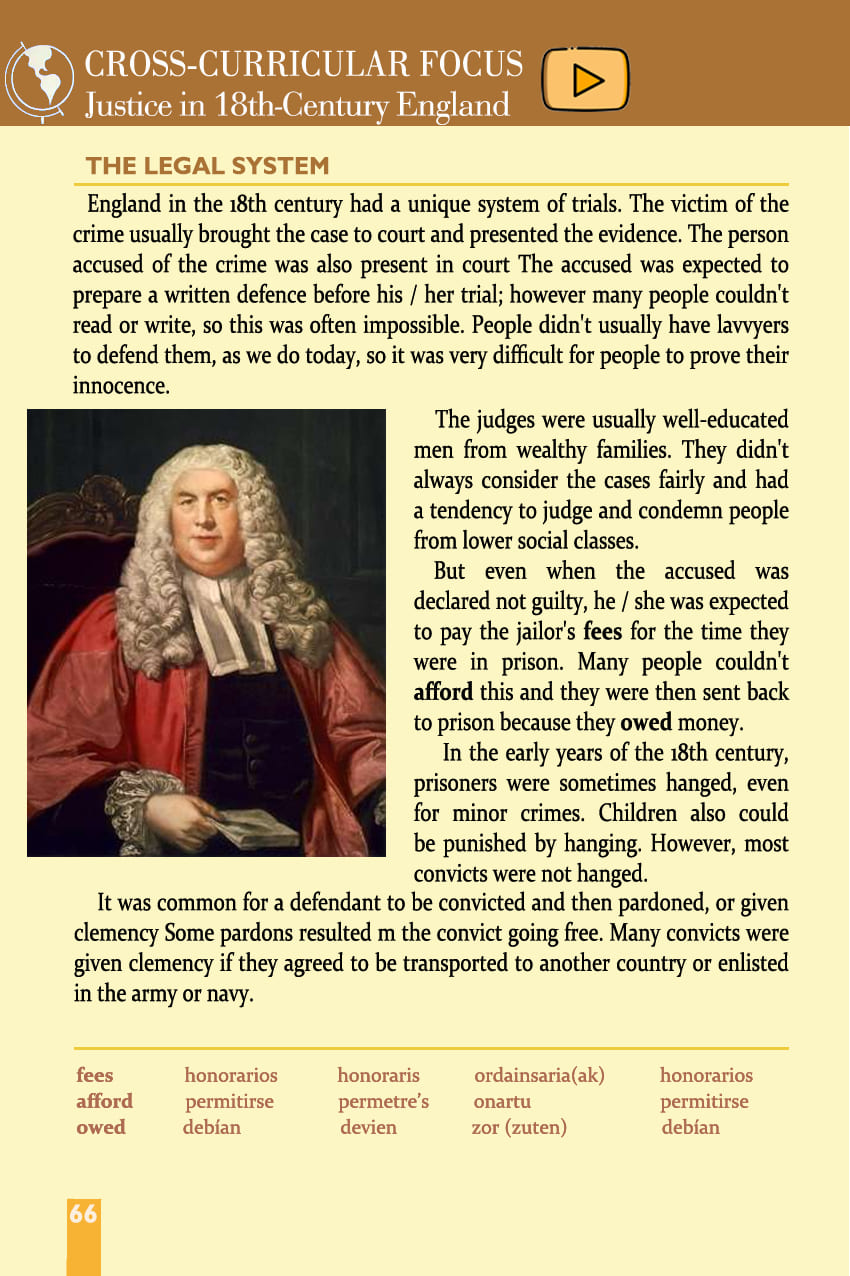 CROSS-CURRICULAR FOCUS
Justice in 18th-Century England
THE LEGAL SYSTEM
England in the 18th century had a unique system of trials. The victim of the
crime usually brought the case to court and presented the evidence. The person
accused of the crime was also present in court The accused was expected to
prepare a written defence before his / her trial; however many people couldn't
read or write, so this was often impossible. People didn't usually have lavvyers
to defend them, as we do today, so it was very difficult for people to prove their
innocence.
The judges were usually well-educated
men from wealthy families. They didn't
always consider the cases fairly and had
a tendency to judge and condemn people
from lower social classes.
But even when the accused was
declared not guilty, he / she was expected
to pay the jailor's fees for the time they
were in prison. Many people couldn't
afford this and they were then sent back
to prison because they owed money.
In the early years of the 18th century,
prisoners were sometimes hanged, even
for minor crimes. Children also could
be punished by hanging. However, most
convicts were not hanged.
It was common for a defendant to be convicted and then pardoned, or given
clemency Some pardons resulted m the convict going free. Many convicts were
given clemency if they agreed to be transported to another country or enlisted
in the army or navy.
fees honorarios honoraris ordainsaria(ak) honorarios
afford permitirse permetre's onartu permitirse
owed debían devien zor (zuten) debían
66